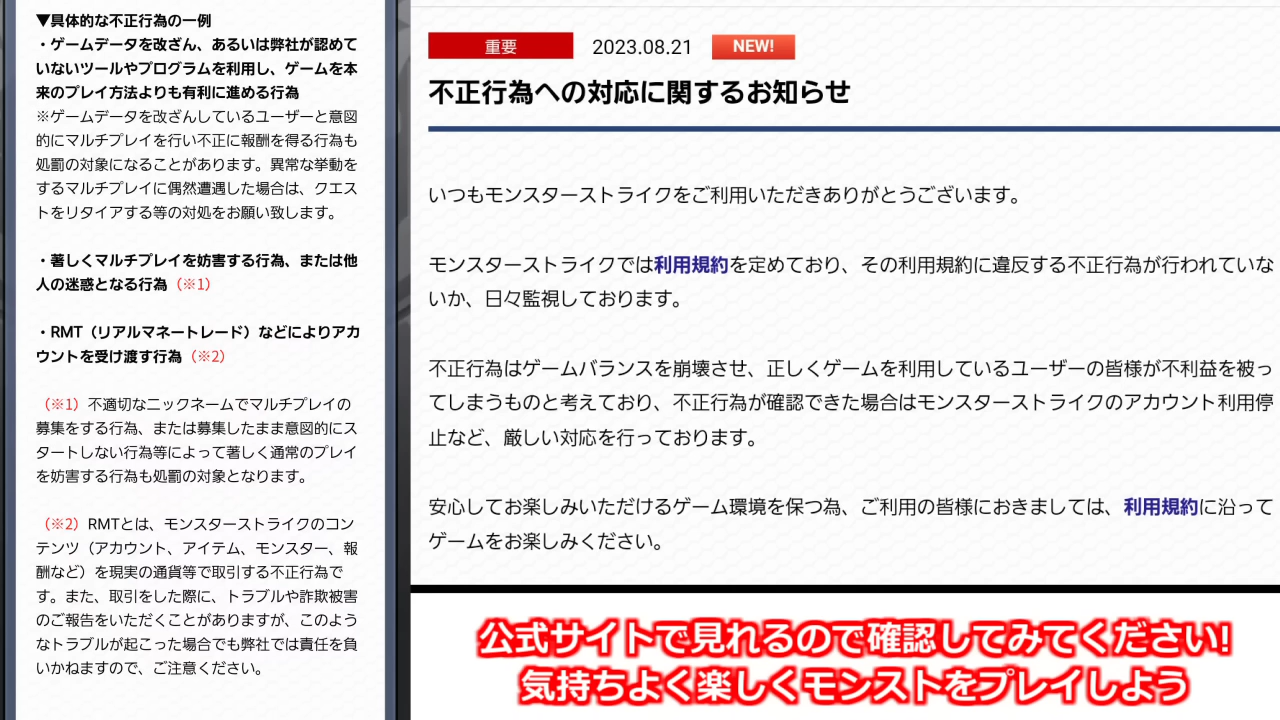 ▼具体的な不正行為の一例
・ゲームデータを改ざん、あるいは弊社が認めて
いないツールやプログラムを利用し、ゲームを本
来のプレイ方法よりも有利に進める行為
※ゲームデータを改ざんしているユーザーと意図
的にマルチプレイを行い不正に報酬を得る行為も
処罰の対象になることがあります。異常な挙動を
するマルチプレイに偶然遭遇した場合は、クエス
トをリタイアする等の対処をお願い致します。
・著しくマルチプレイを妨害する行為、または他
人の迷惑となる行為（※1）
・RMT（リアルマネートレード）などによりアカ
ウントを受け渡す行為（※2）
（※1）不適切なニックネームでマルチプレイの
募集をする行為、または募集したまま意図的にス
タートしない行為等によって著しく通常のプレイ
を妨害する行為も処罰の対象となります。
（※2）RMTとは、モンスターストライクのコン
テンツ（アカウント、アイテム、モンスター、報
酬など）を現実の通貨等で取引する不正行為で
す。また、取引をした際に、トラブルや詐欺被害
のご報告をいただくことがありますが、このよう
なトラブルが起こった場合でも弊社では責任を負
いかねますので、ご注意ください。
重要 2023.08.21 NEW!
不正行為への対応に関するお知らせ
いつもモンスターストライクをご利用いただきありがとうございます。
モンスターストライクでは利用規約を定めており、その利用規約に違反する不正行為が行われていな
いか、日々監視しております。
不正行為はゲームバランスを崩壊させ、正しくゲームを利用しているユーザーの皆様が不利益を被っ
てしまうものと考えており、不正行為が確認できた場合はモンスターストライクのアカウント利用停
止など、厳しい対応を行っております。
安心してお楽しみいただけるゲーム環境を保つ為、ご利用の皆様におきましては、利用規約に沿って
ゲームをお楽しみください。
公式サイトで見れるので確認してみてください!
気持ちよく楽しくモンストをプレイしよう